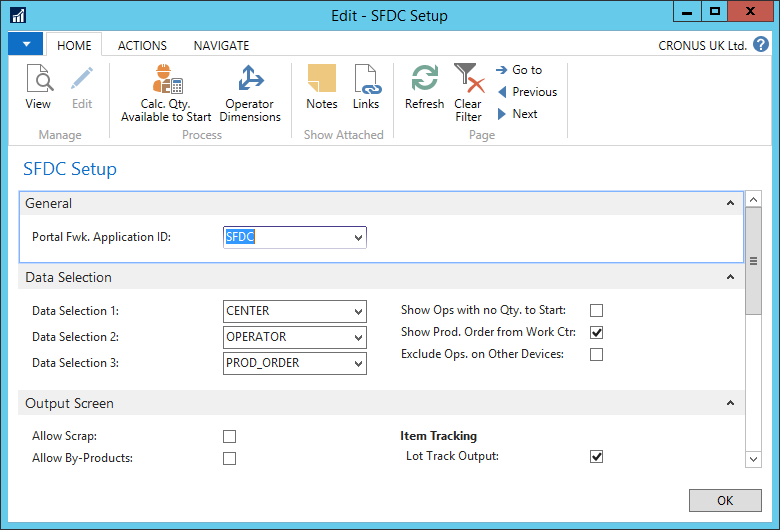 Edit - SFDC Setup
HOME ACTIONS NAVIGATE CRONUS UK Ltd. ?
View Edit Calc. Qty. Available to Start Operator Dimensions Notes Links Refresh Clear Filter Go to
Previous
Next
Manage Process Show Attached Page
SFDC Setup
General
Portal Fwk. Application ID: SFDC
Data Selection
Data Selection 1: CENTER Show Ops with no Qty. to Start:
Data Selection 2: OPERATOR Show Prod. Order from Work Ctr:
Data Selection 3: PROD_ORDER Exclude Ops. on Other Devices:
Output Screen
Allow Scrap: Item Tracking
Allow By-Products: Lot Track Output:
OK